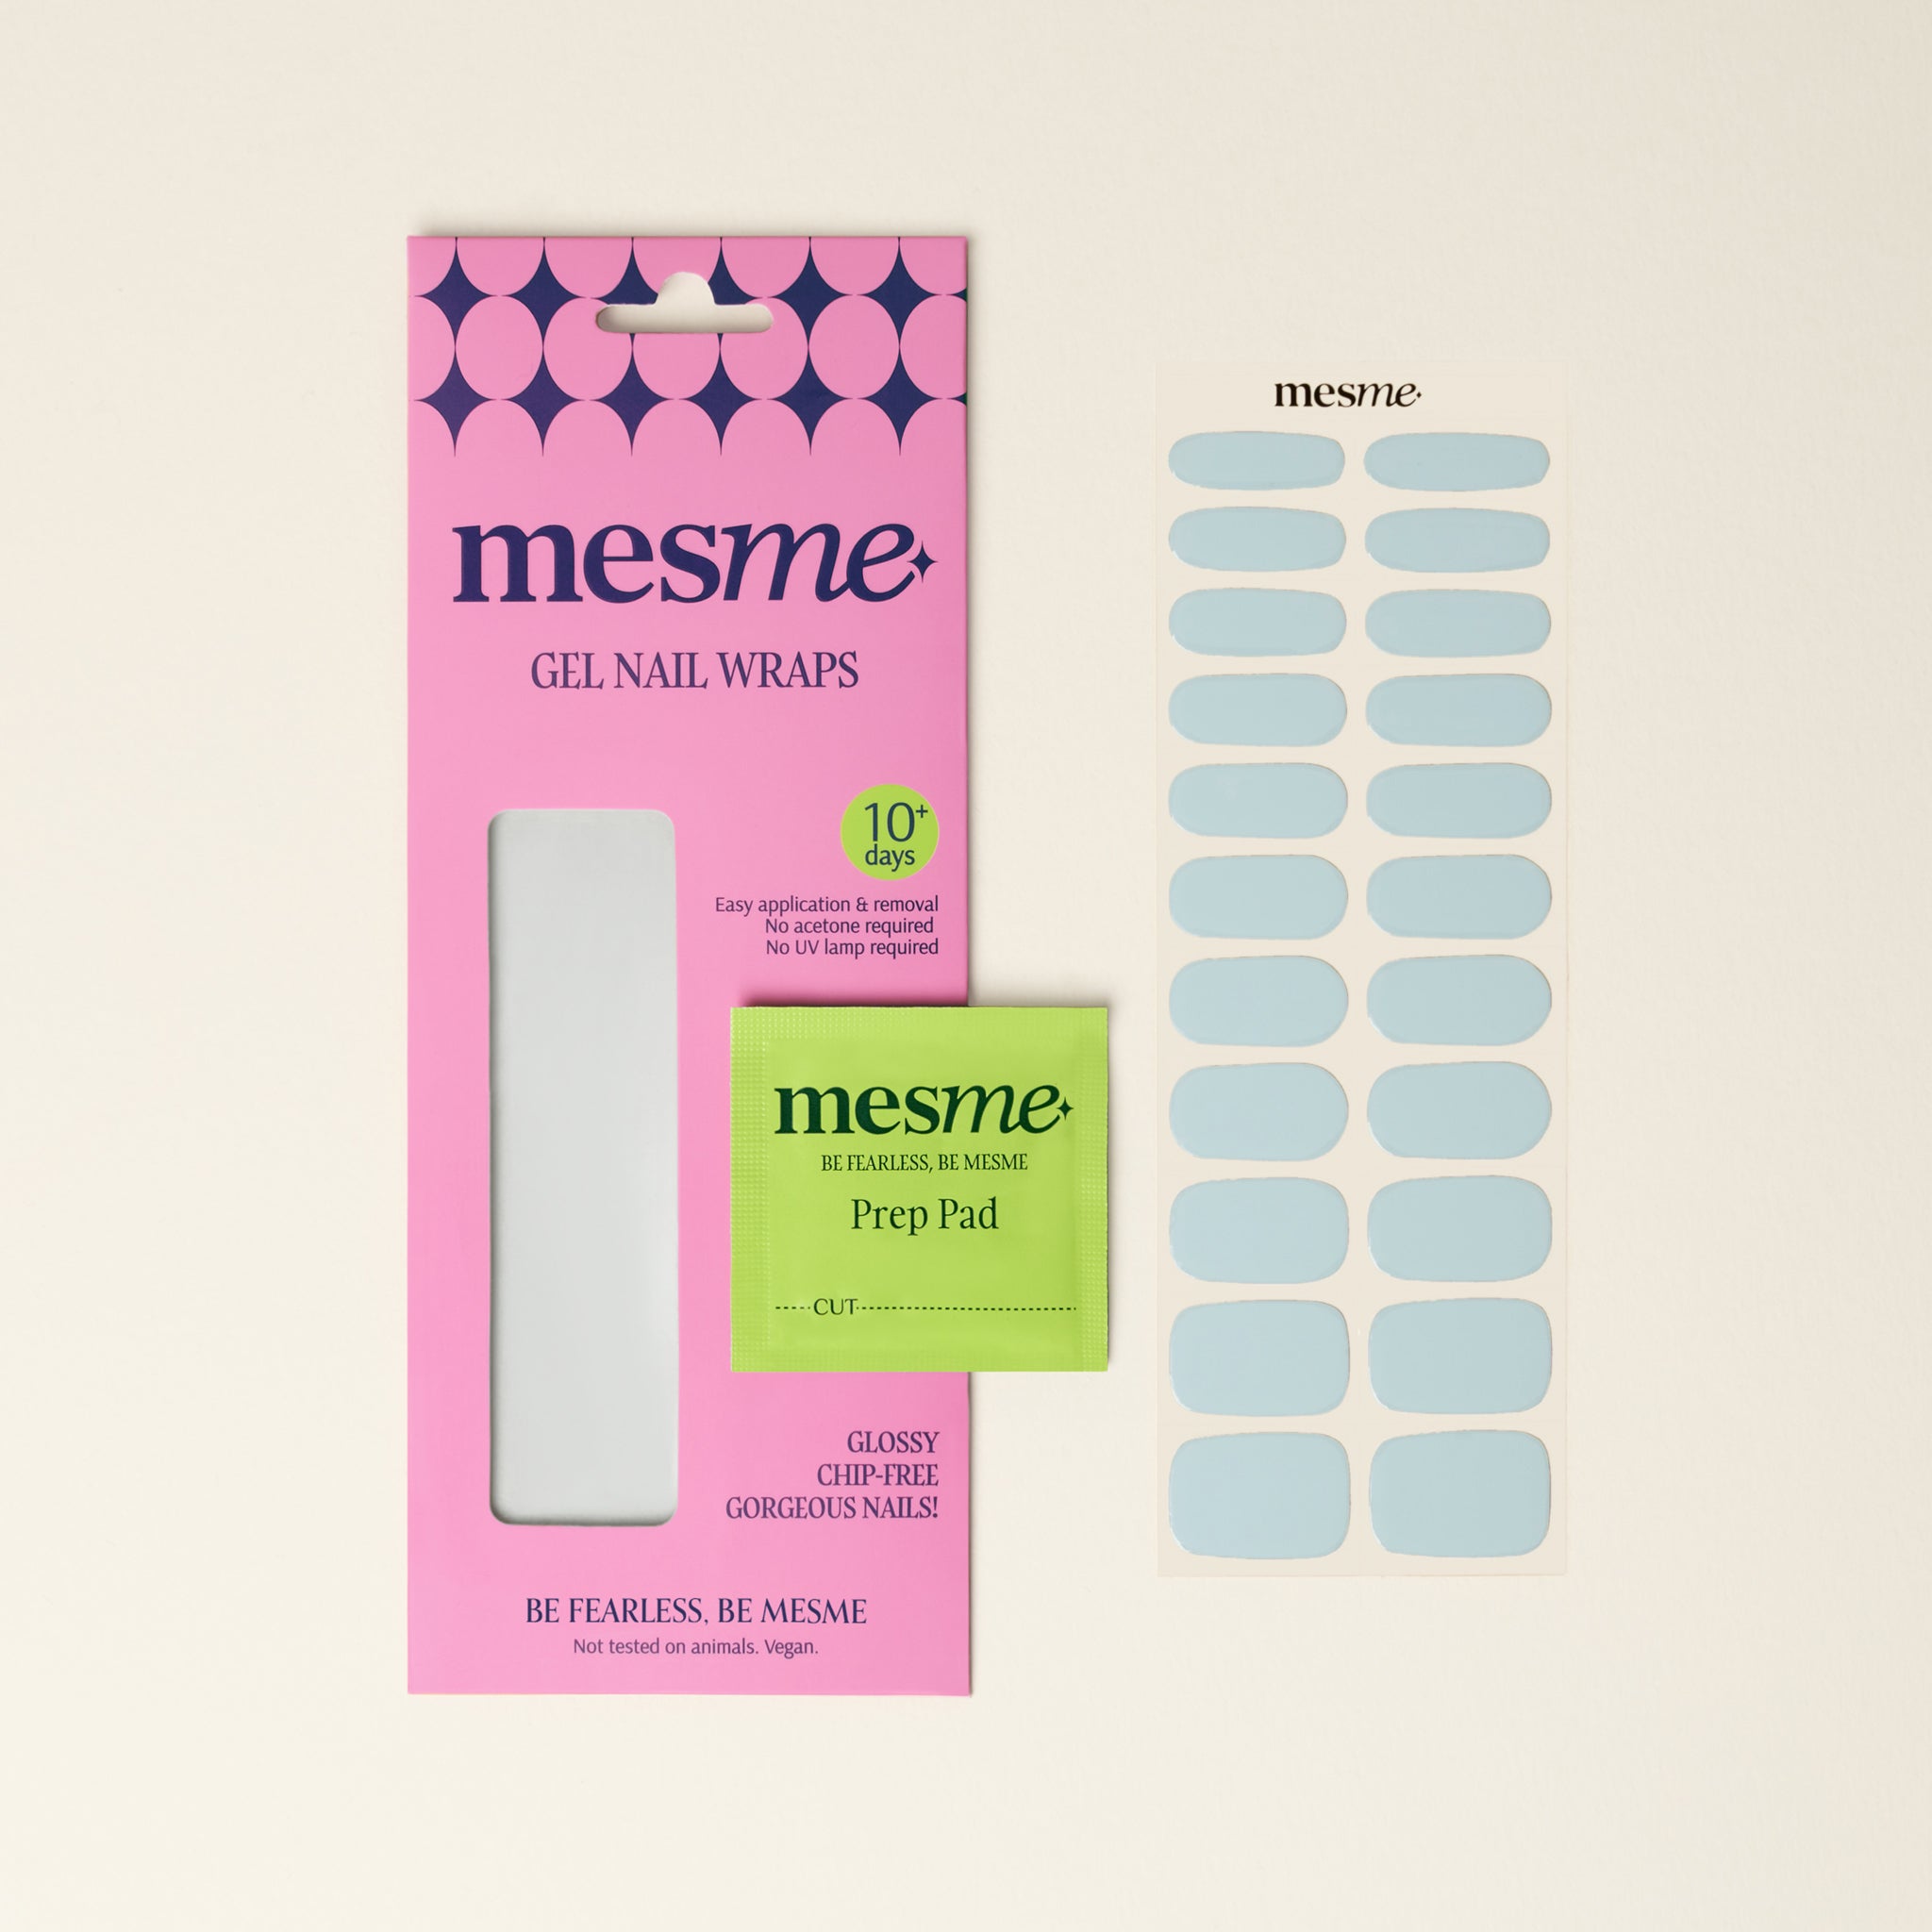 mesme
GEL NAIL WRAPS
10+
days
Easy application & removal
No acetone required
No UV lamp required
mesme
BE FEARLESS, BE MESME
Prep Pad
CUT
GLOSSY
CHIP-FREE
GORGEOUS NAILS!
BE FEARLESS, BE MESME
Not tested on animals. Vegan.
mesme